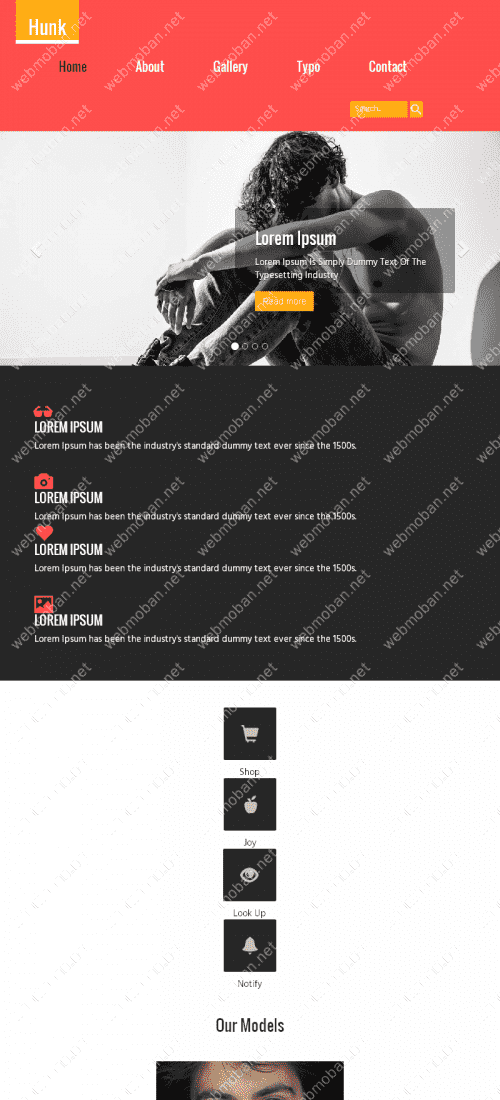 Hunk
Home About Gallery Typo Contact
Search..
Lorem Ipsum
Lorem Ipsum Is Simply Dummy Text Of The
Typesetting Industry
Read more
LOREM IPSUM
Lorem Ipsum has been the industry's standard dummy text ever since the 1500s.
LOREM IPSUM
Lorem Ipsum has been the industry's standard dummy text ever since the 1500s.
LOREM IPSUM
Lorem Ipsum has been the industry's standard dummy text ever since the 1500s.
LOREM IPSUM
Lorem Ipsum has been the industry's standard dummy text ever since the 1500s.
Shop
Joy
Look Up
Notify
Our Models
webmoban.net